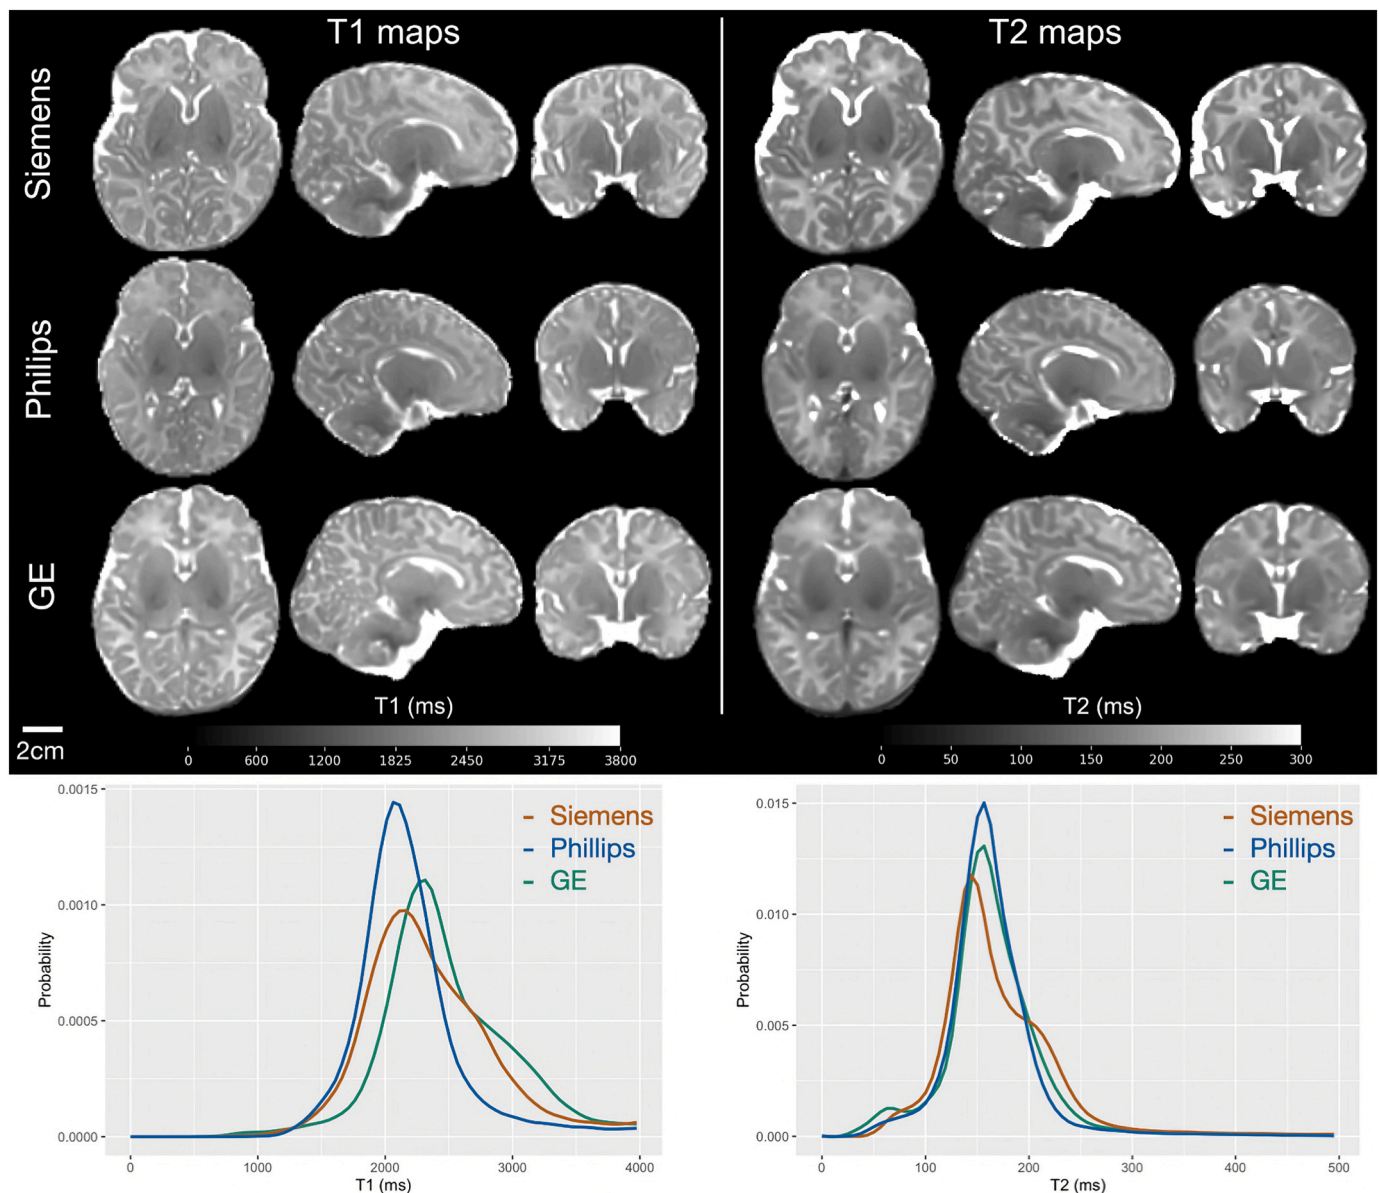 T1 maps
T2 maps
Siemens
Philips
GE
T1 (ms)
T2 (ms)
2cm
0 600 1200 1825 2450 3175 3800
0 50 100 150 200 250 300
0.0015
0.0010
0.0005
0.0000
Probability
Siemens
Phillips
GE
0 1000 2000 3000 4000
T1 (ms)
0.015
0.010
0.005
0.000
Probability
Siemens
Phillips
GE
0 100 200 300 400 500
T2 (ms)